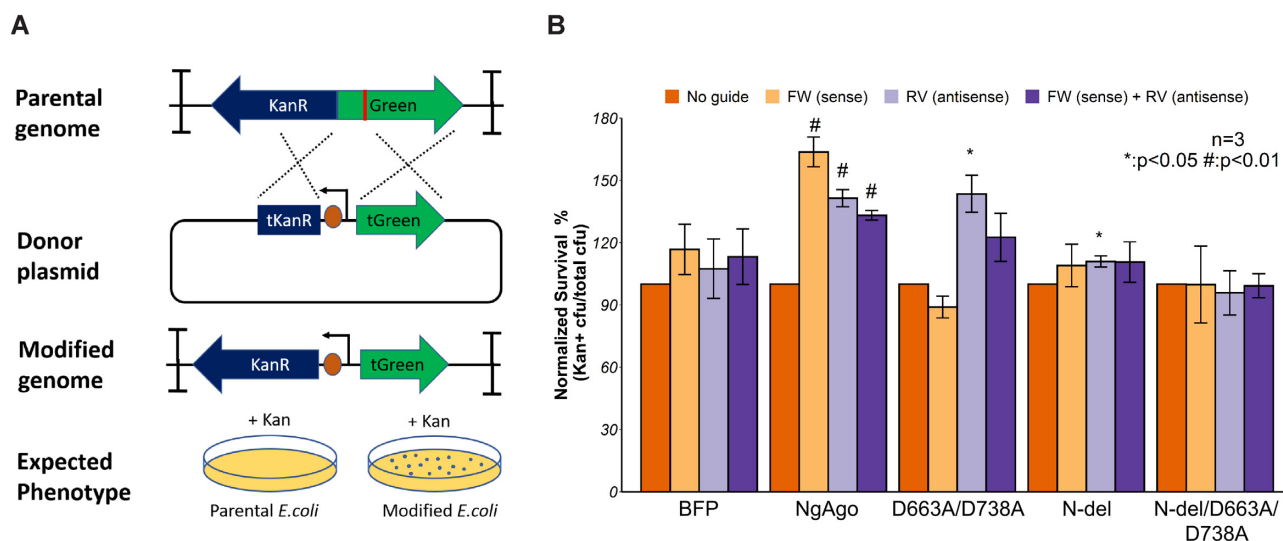 A
Parental
genome
KanR
Green
tKanR
tGreen
Donor
plasmid
Modified
genome
KanR
tGreen
+ Kan
+ Kan
Expected
Phenotype
Parental E.coli
Modified E.coli
B
No guide
FW (sense)
RV (antisense)
FW (sense) + RV (antisense)
n=3
*:p<0.05 #:p<0.01
Normalized Survival %
(Kan+ cfu/total cfu)
180
150
120
90
60
30
0
#
#
#
*
*
BFP
NgAgo
D663A/D738A
N-del
N-del/D663A/
D738A